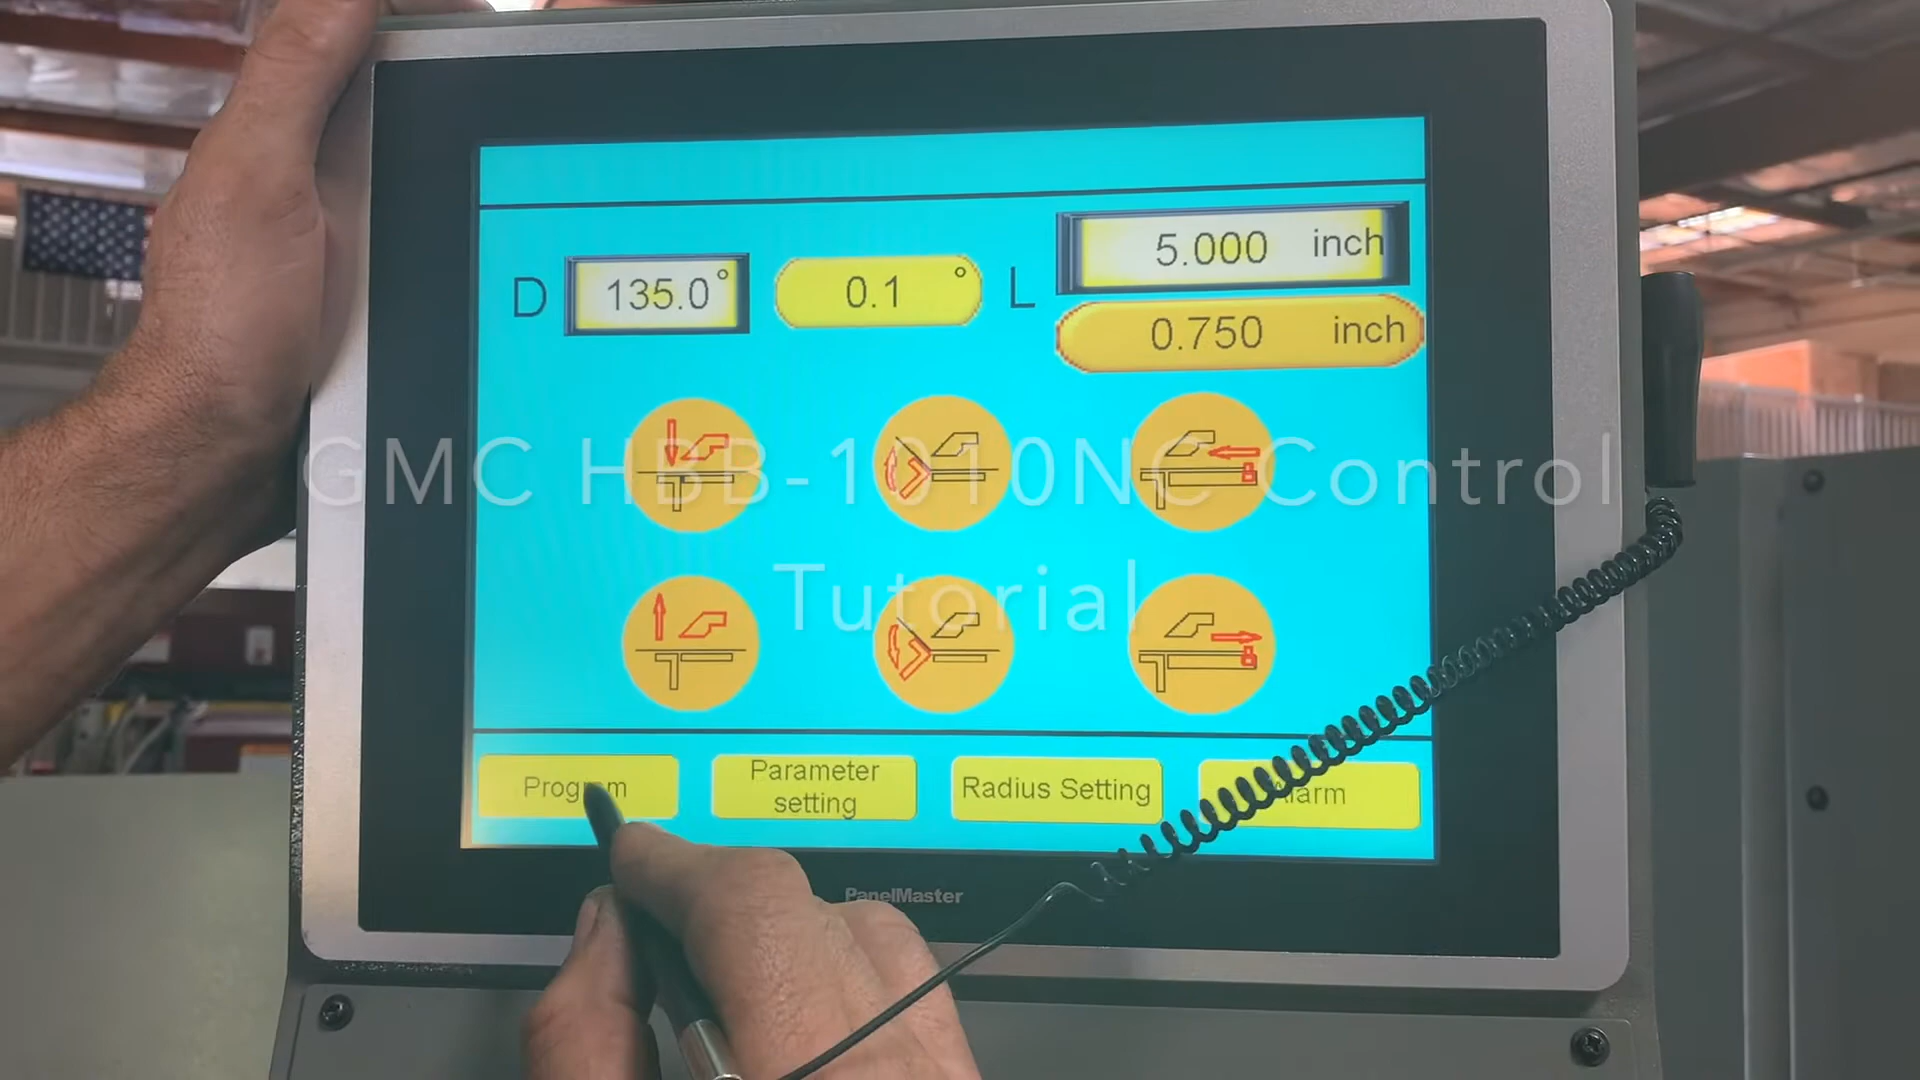 D 135.0° 0.1 ° L 5.000 inch
0.750 inch
GMC HBB-1010NC Control
Tutorial
Program Parameter setting Radius Setting Alarm
PanelMaster